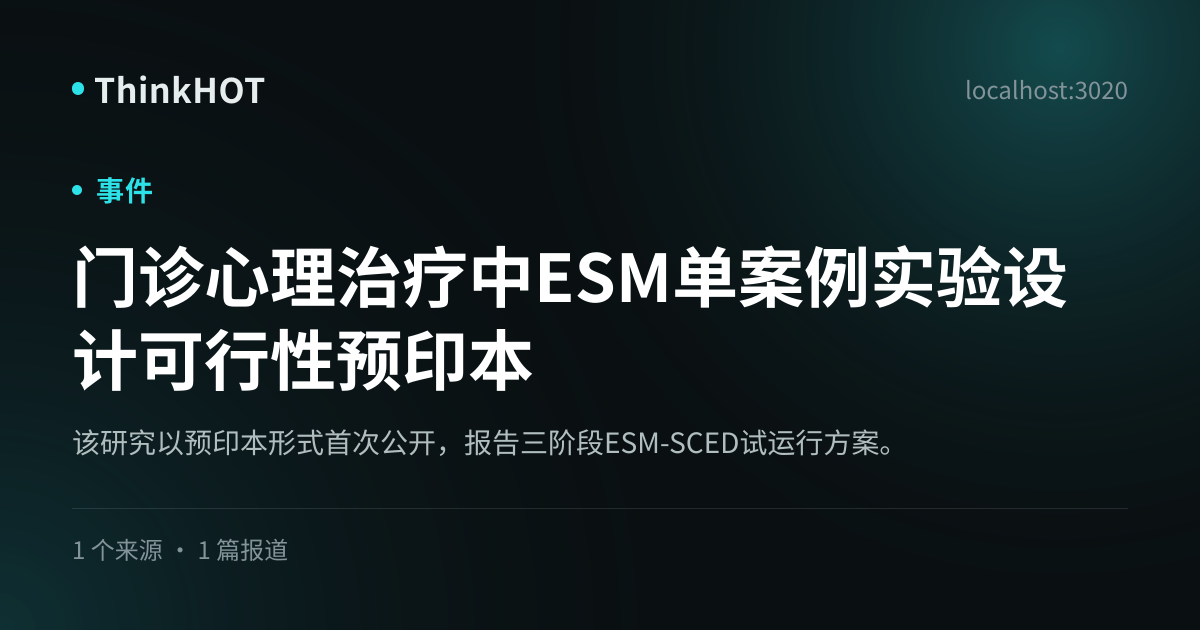 ThinkHOT
localhost:3020
事件
门诊心理治疗中ESM单案例实验设
计可行性预印本
该研究以预印本形式首次公开，报告三阶段ESM-SCED试运行方案。
1 个来源 · 1 篇报道